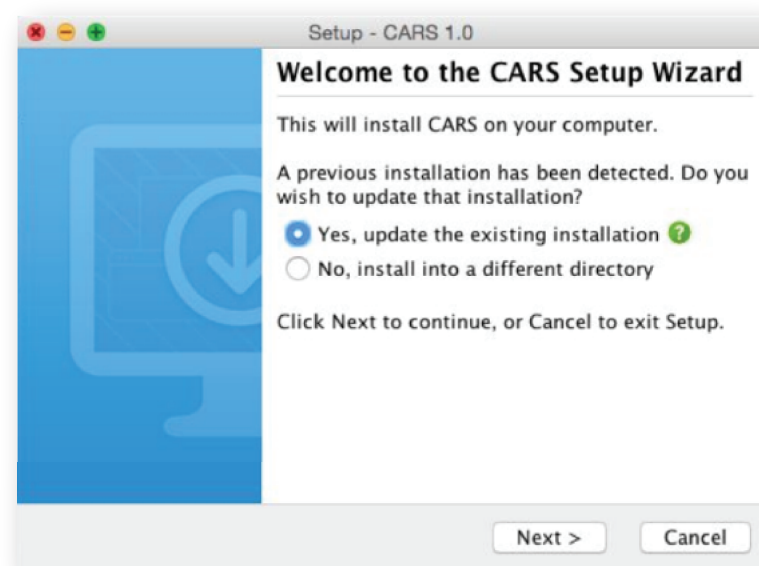 Setup - CARS 1.0
Welcome to the CARS Setup Wizard
This will install CARS on your computer.
A previous installation has been detected. Do you
wish to update that installation?
Yes, update the existing installation ?
No, install into a different directory
Click Next to continue, or Cancel to exit Setup.
Next > Cancel